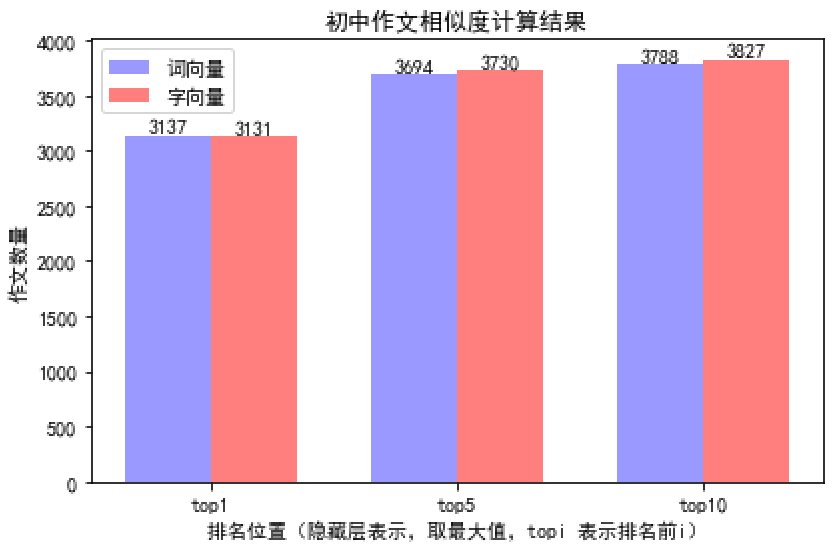 初中作文相似度计算结果
4000
3500
3000
2500
2000
1500
1000
500
0
作文数量
词向量
字向量
3137
3131
3694
3730
3788
3827
top1
top5
top10
排名位置（隐藏层表示，取最大值，topi 表示排名前i）